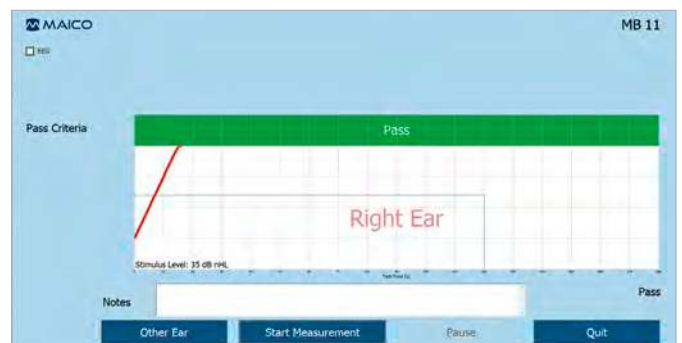 MAICO
MB 11
EEG
Pass Criteria
Pass
Right Ear
Stimulus Level: 35 dB nHL
Pass
Notes
Other Ear
Start Measurement
Pause
Quit